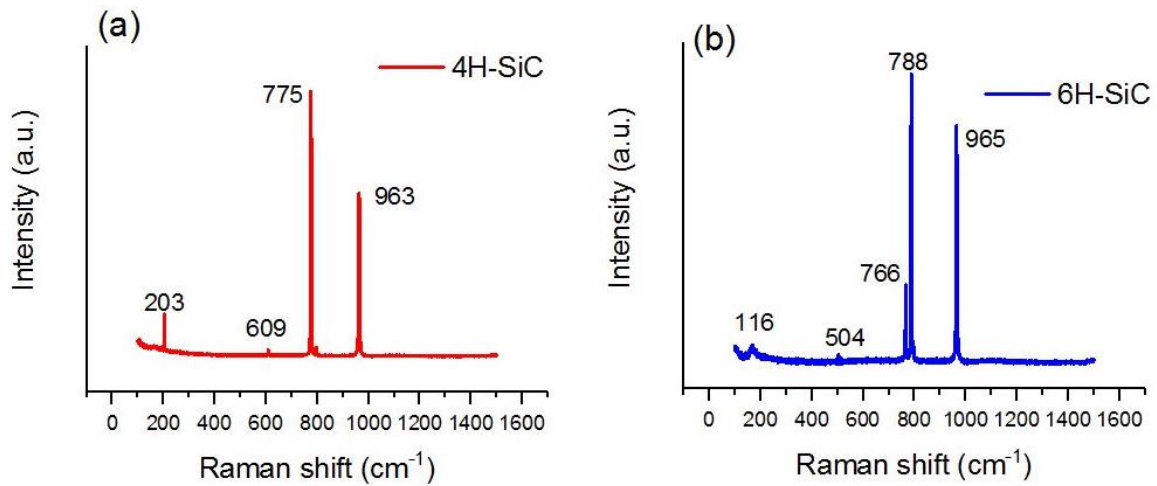 (a)
4H-SiC
775
963
203
609
Intensity (a.u.)
0 200 400 600 800 1000 1200 1400 1600
Raman shift (cm⁻¹)
(b)
6H-SiC
788
965
766
116
504
Intensity (a.u.)
0 200 400 600 800 1000 1200 1400 1600
Raman shift (cm⁻¹)